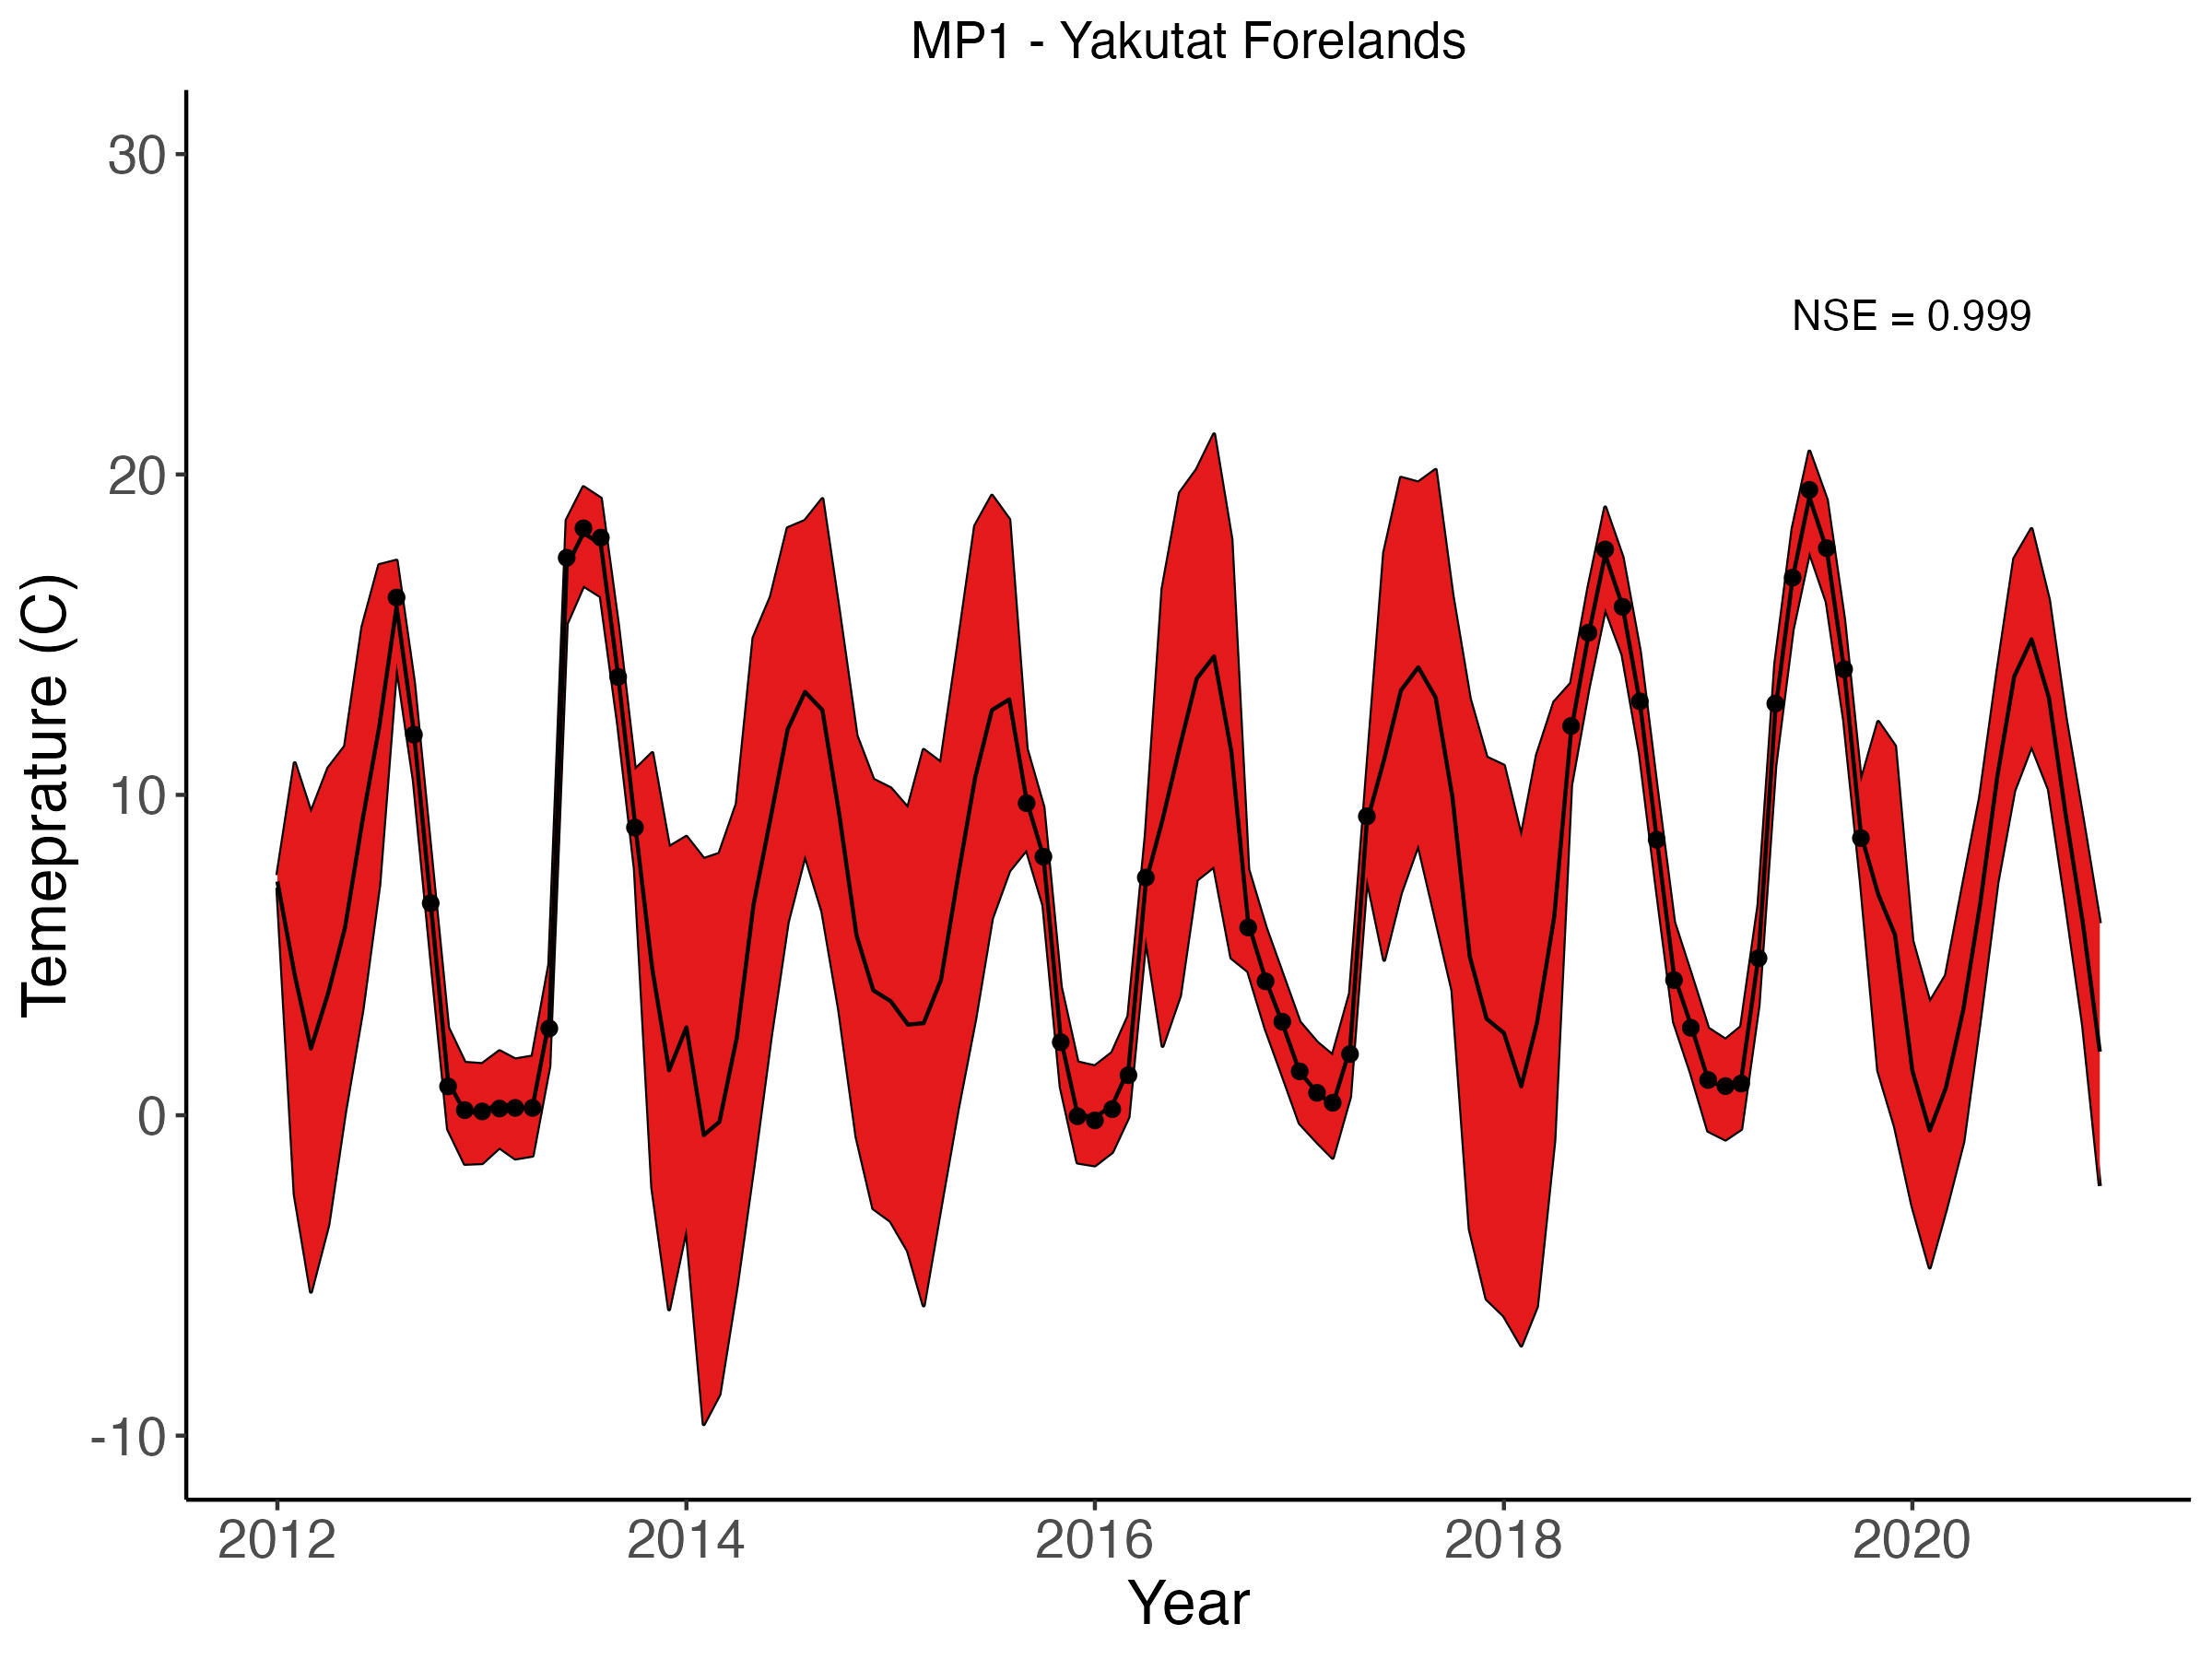 MP1 - Yakutat Forelands
30
20
10
0
-10
Temeprature (C)
NSE = 0.999
2012
2014
2016
2018
2020
Year